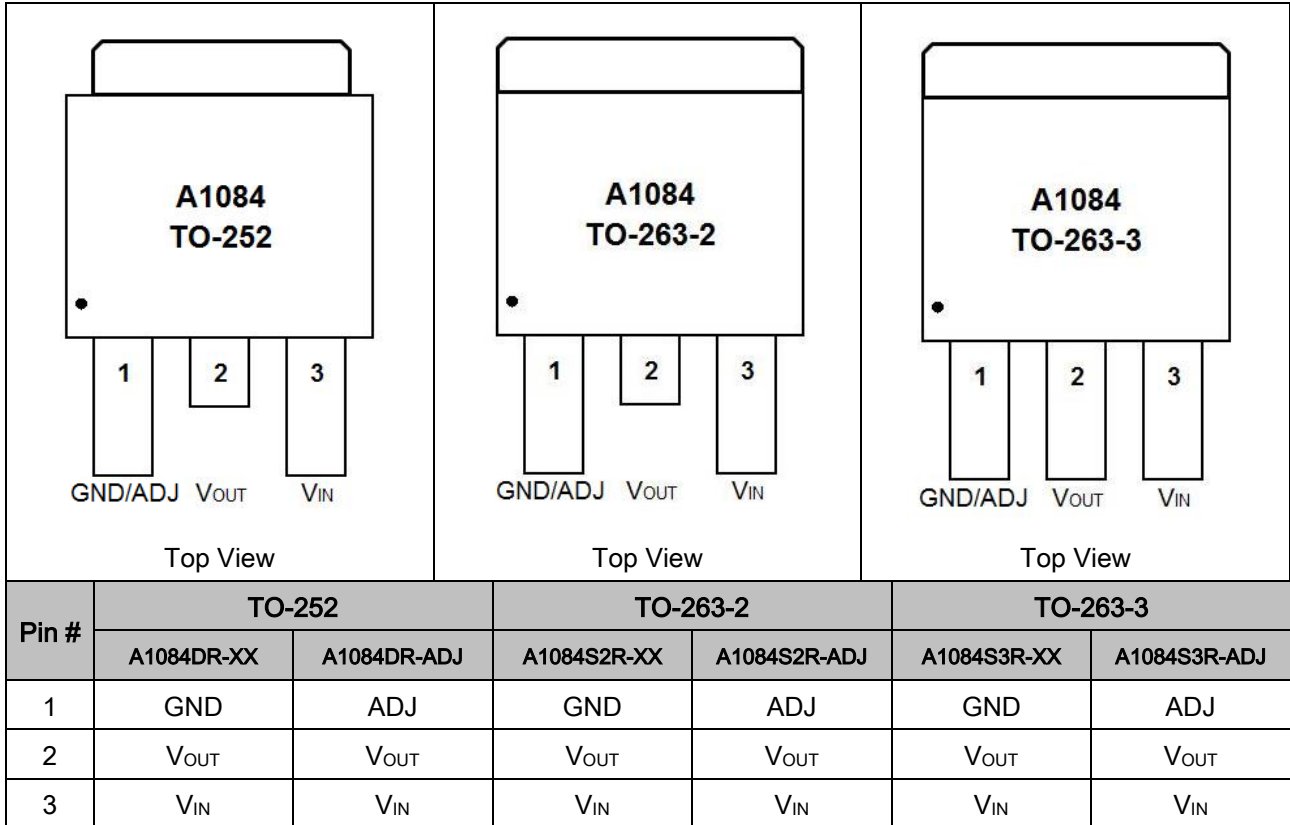 A1084
TO-252
1 2 3
GND/ADJ VOUT VIN
Top View
A1084
TO-263-2
1 2 3
GND/ADJ VOUT VIN
Top View
A1084
TO-263-3
1 2 3
GND/ADJ VOUT VIN
Top View
Pin # TO-252 TO-263-2 TO-263-3
A1084DR-XX A1084DR-ADJ A1084S2R-XX A1084S2R-ADJ A1084S3R-XX A1084S3R-ADJ
1 GND ADJ GND ADJ GND ADJ
2 VOUT VOUT VOUT VOUT VOUT VOUT
3 VIN VIN VIN VIN VIN VIN